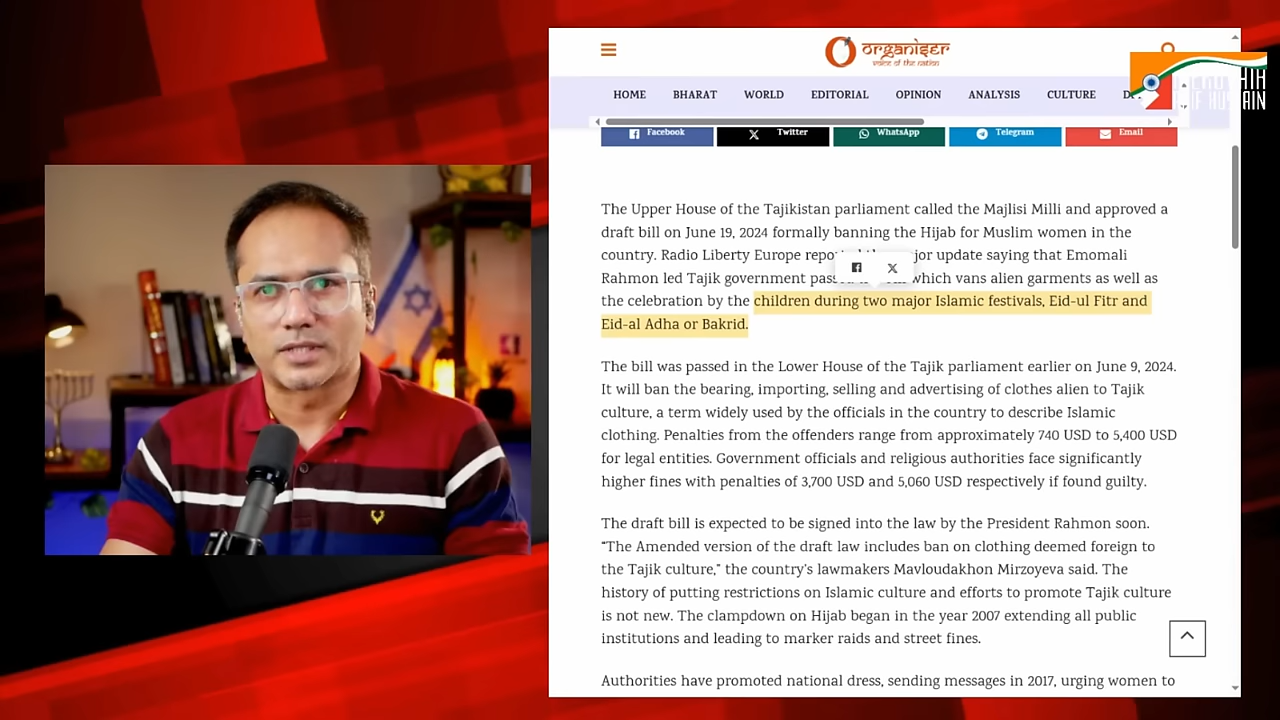 organiser
voice of the nation
HOME BHARAT WORLD EDITORIAL OPINION ANALYSIS CULTURE
Facebook Twitter WhatsApp Telegram Email
The Upper House of the Tajikistan parliament called the Majlisi Milli and approved a
draft bill on June 19, 2024 formally banning the Hijab for Muslim women in the
country. Radio Liberty Europe update saying that Emomali
Rahmon led Tajik government which vans alien garments as well as
the celebration by the children during two major Islamic festivals, Eid-ul Fitr and
Eid-al Adha or Bakrid.
The bill was passed in the Lower House of the Tajik parliament earlier on June 9, 2024.
It will ban the bearing, importing, selling and advertising of clothes alien to Tajik
culture, a term widely used by the officials in the country to describe Islamic
clothing. Penalties from the offenders range from approximately 740 USD to 5,400 USD
for legal entities. Government officials and religious authorities face significantly
higher fines with penalties of 3,700 USD and 5,060 USD respectively if found guilty.
The draft bill is expected to be signed into the law by the President Rahmon soon.
“The Amended version of the draft law includes ban on clothing deemed foreign to
the Tajik culture,” the country’s lawmakers Mavloudakhon Mirzoyeva said. The
history of putting restrictions on Islamic culture and efforts to promote Tajik culture
is not new. The clampdown on Hijab began in the year 2007 extending all public
institutions and leading to marker raids and street fines.
Authorities have promoted national dress, sending messages in 2017, urging women to